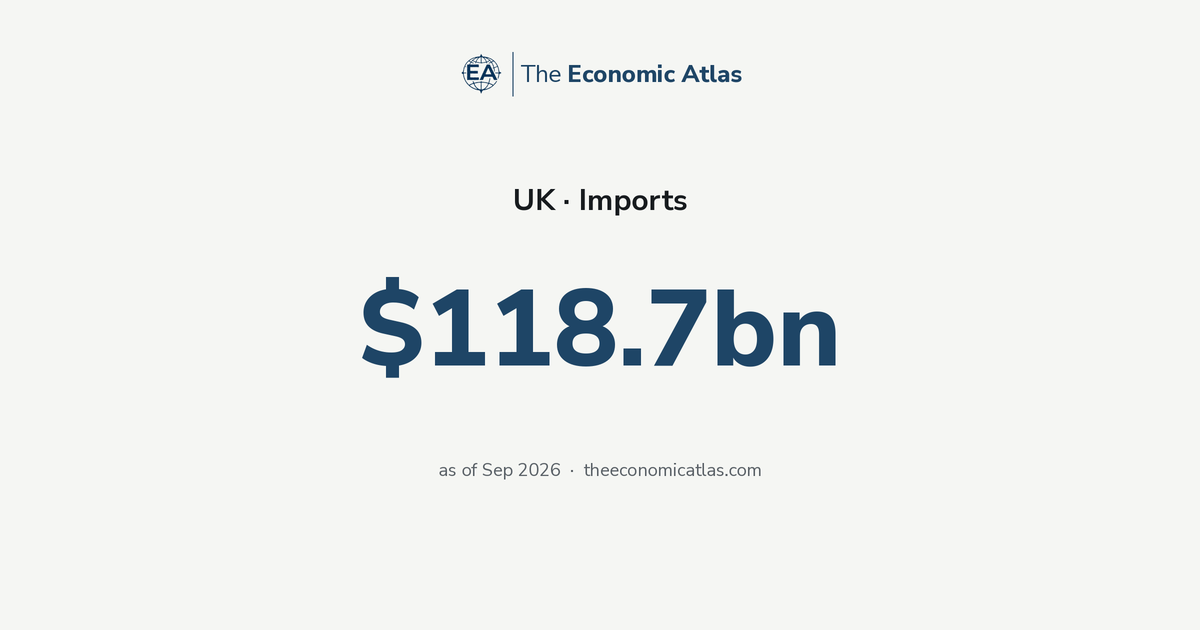 EA The Economic Atlas
UK · Imports
$118.7bn
as of Sep 2026 · theeconomicatlas.com